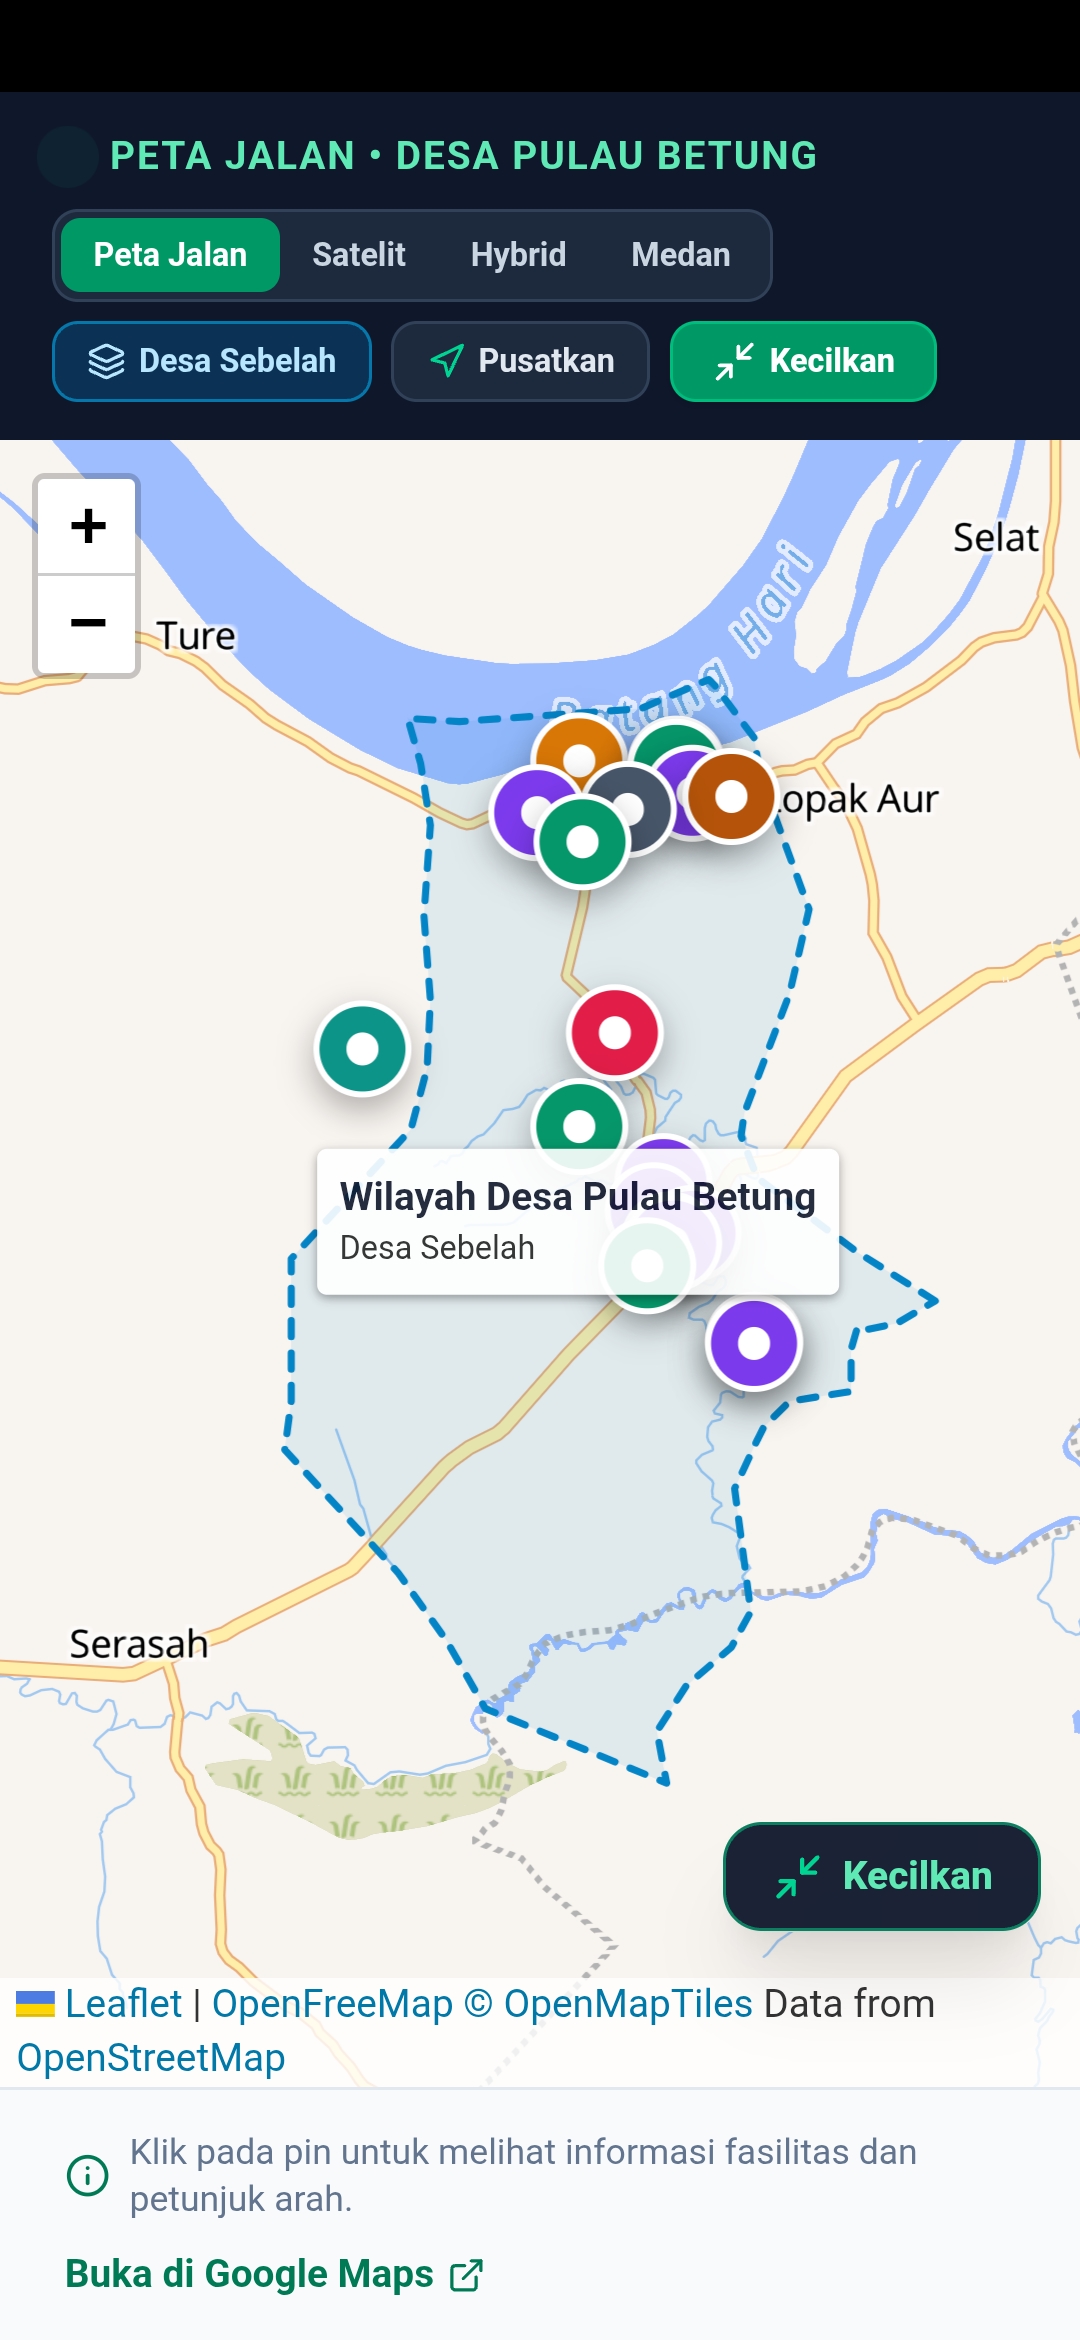 PETA JALAN • DESA PULAU BETUNG
Peta Jalan Satelit Hybrid Medan
Desa Sebelah Pusatkan Kecilkan
+
−
Selat
Ture
Batang Hari
opak Aur
Wilayah Desa Pulau Betung
Desa Sebelah
Serasah
Kecilkan
Leaflet | OpenFreeMap © OpenMapTiles Data from
OpenStreetMap
Klik pada pin untuk melihat informasi fasilitas dan
petunjuk arah.
Buka di Google Maps